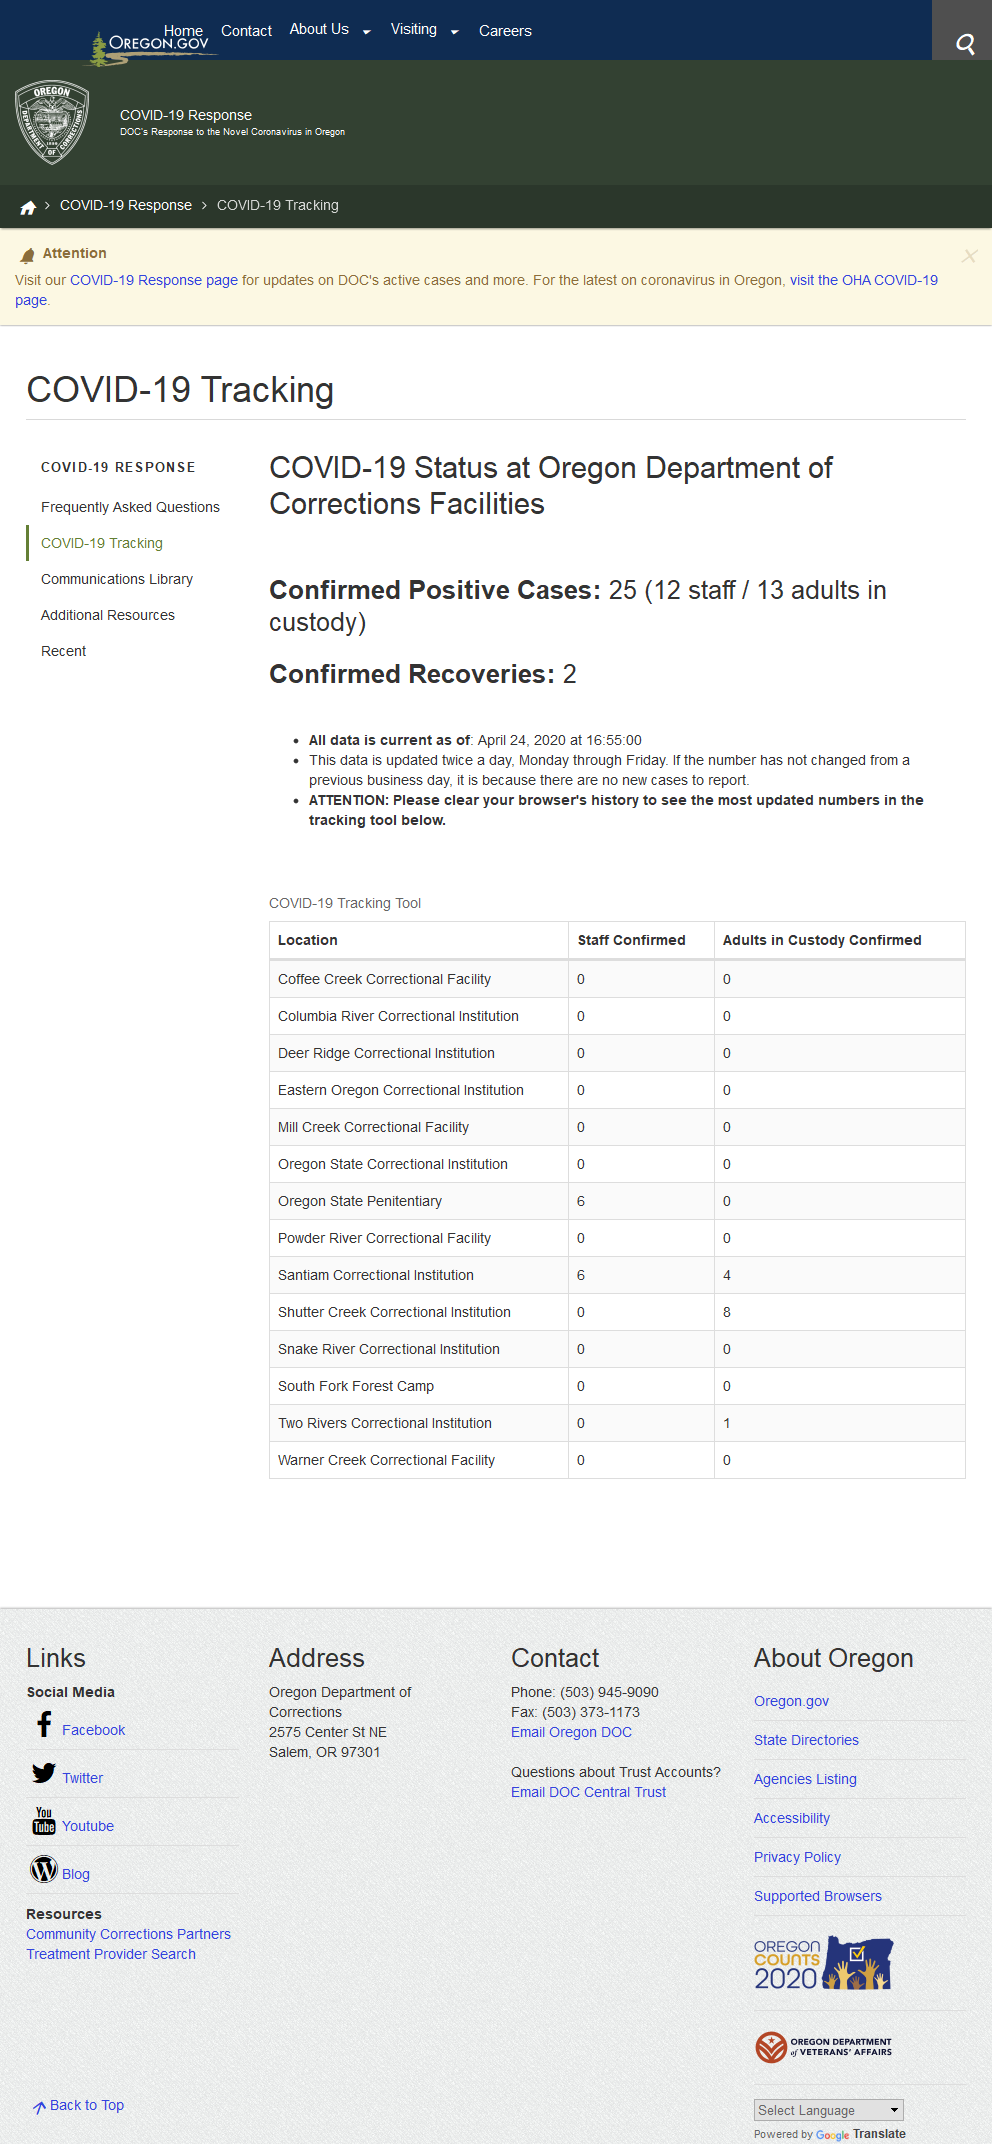 Home Contact About Us Visiting Careers
OREGON.GOV
OREGON
DEPARTMENT OF CORRECTIONS
COVID-19 Response
DOC's Response to the Novel Coronavirus in Oregon
COVID-19 Response > COVID-19 Tracking
Attention
Visit our COVID-19 Response page for updates on DOC's active cases and more. For the latest on coronavirus in Oregon, visit the OHA COVID-19
page.
COVID-19 Tracking
COVID-19 RESPONSE
Frequently Asked Questions
COVID-19 Tracking
Communications Library
Additional Resources
Recent
COVID-19 Status at Oregon Department of
Corrections Facilities
Confirmed Positive Cases: 25 (12 staff / 13 adults in
custody)
Confirmed Recoveries: 2
• All data is current as of: April 24, 2020 at 16:55:00
• This data is updated twice a day, Monday through Friday. If the number has not changed from a
previous business day, it is because there are no new cases to report.
• ATTENTION: Please clear your browser's history to see the most updated numbers in the
tracking tool below.
COVID-19 Tracking Tool
Location Staff Confirmed Adults in Custody Confirmed
Coffee Creek Correctional Facility 0 0
Columbia River Correctional Institution 0 0
Deer Ridge Correctional Institution 0 0
Eastern Oregon Correctional Institution 0 0
Mill Creek Correctional Facility 0 0
Oregon State Correctional Institution 0 0
Oregon State Penitentiary 6 0
Powder River Correctional Facility 0 0
Santiam Correctional Institution 6 4
Shutter Creek Correctional Institution 0 8
Snake River Correctional Institution 0 0
South Fork Forest Camp 0 0
Two Rivers Correctional Institution 0 1
Warner Creek Correctional Facility 0 0
Links
Social Media
Facebook
Twitter
You
Tube Youtube
Blog
Resources
Community Corrections Partners
Treatment Provider Search
Back to Top
Address
Oregon Department of
Corrections
2575 Center St NE
Salem, OR 97301
Contact
Phone: (503) 945-9090
Fax: (503) 373-1173
Email Oregon DOC
Questions about Trust Accounts?
Email DOC Central Trust
About Oregon
Oregon.gov
State Directories
Agencies Listing
Accessibility
Privacy Policy
Supported Browsers
OREGON
COUNTS
2020
OREGON DEPARTMENT
of VETERANS' AFFAIRS
Select Language
Powered by Google Translate